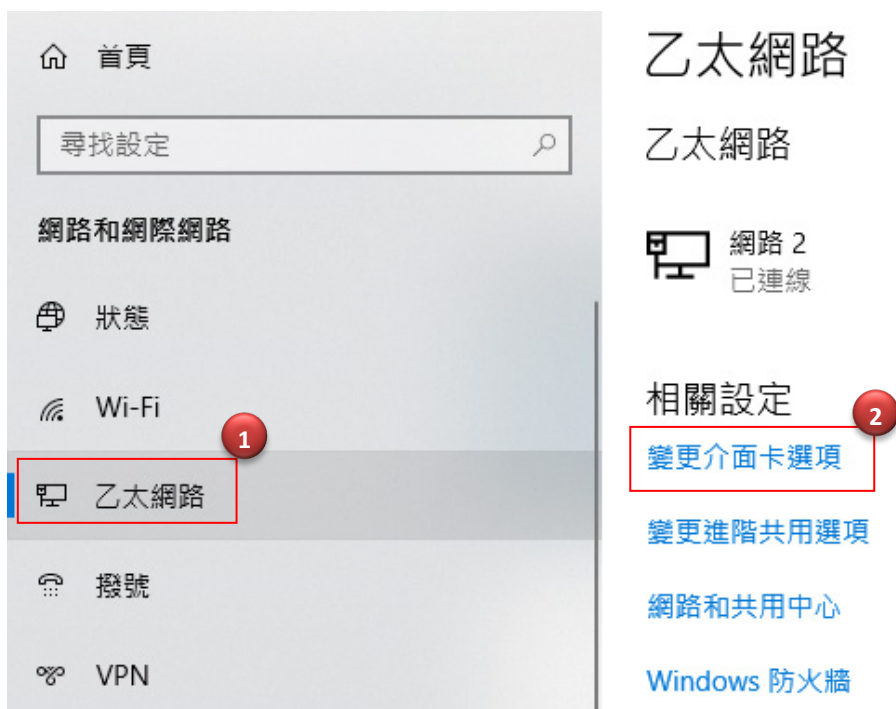 首頁
尋找設定
網路和網際網路
狀態
Wi-Fi
1
乙太網路
撥號
VPN
乙太網路
乙太網路
網路 2
已連線
相關設定
2
變更介面卡選項
變更進階共用選項
網路和共用中心
Windows 防火牆